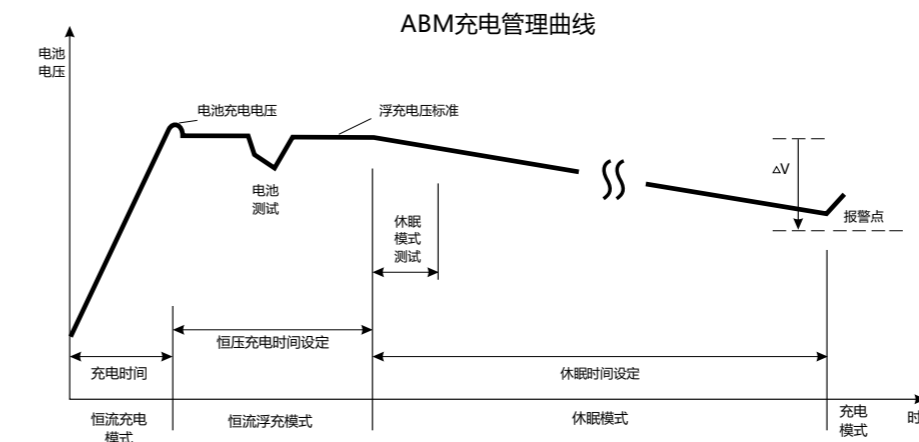 ABM充电管理曲线
电池
电压
电池充电电压
浮充电压标准
电池
测试
休眠
模式
测试
△V
报警点
恒压充电时间设定
充电时间
休眠时间设定
恒流充电
模式
恒流浮充模式
休眠模式
充电
模式
时